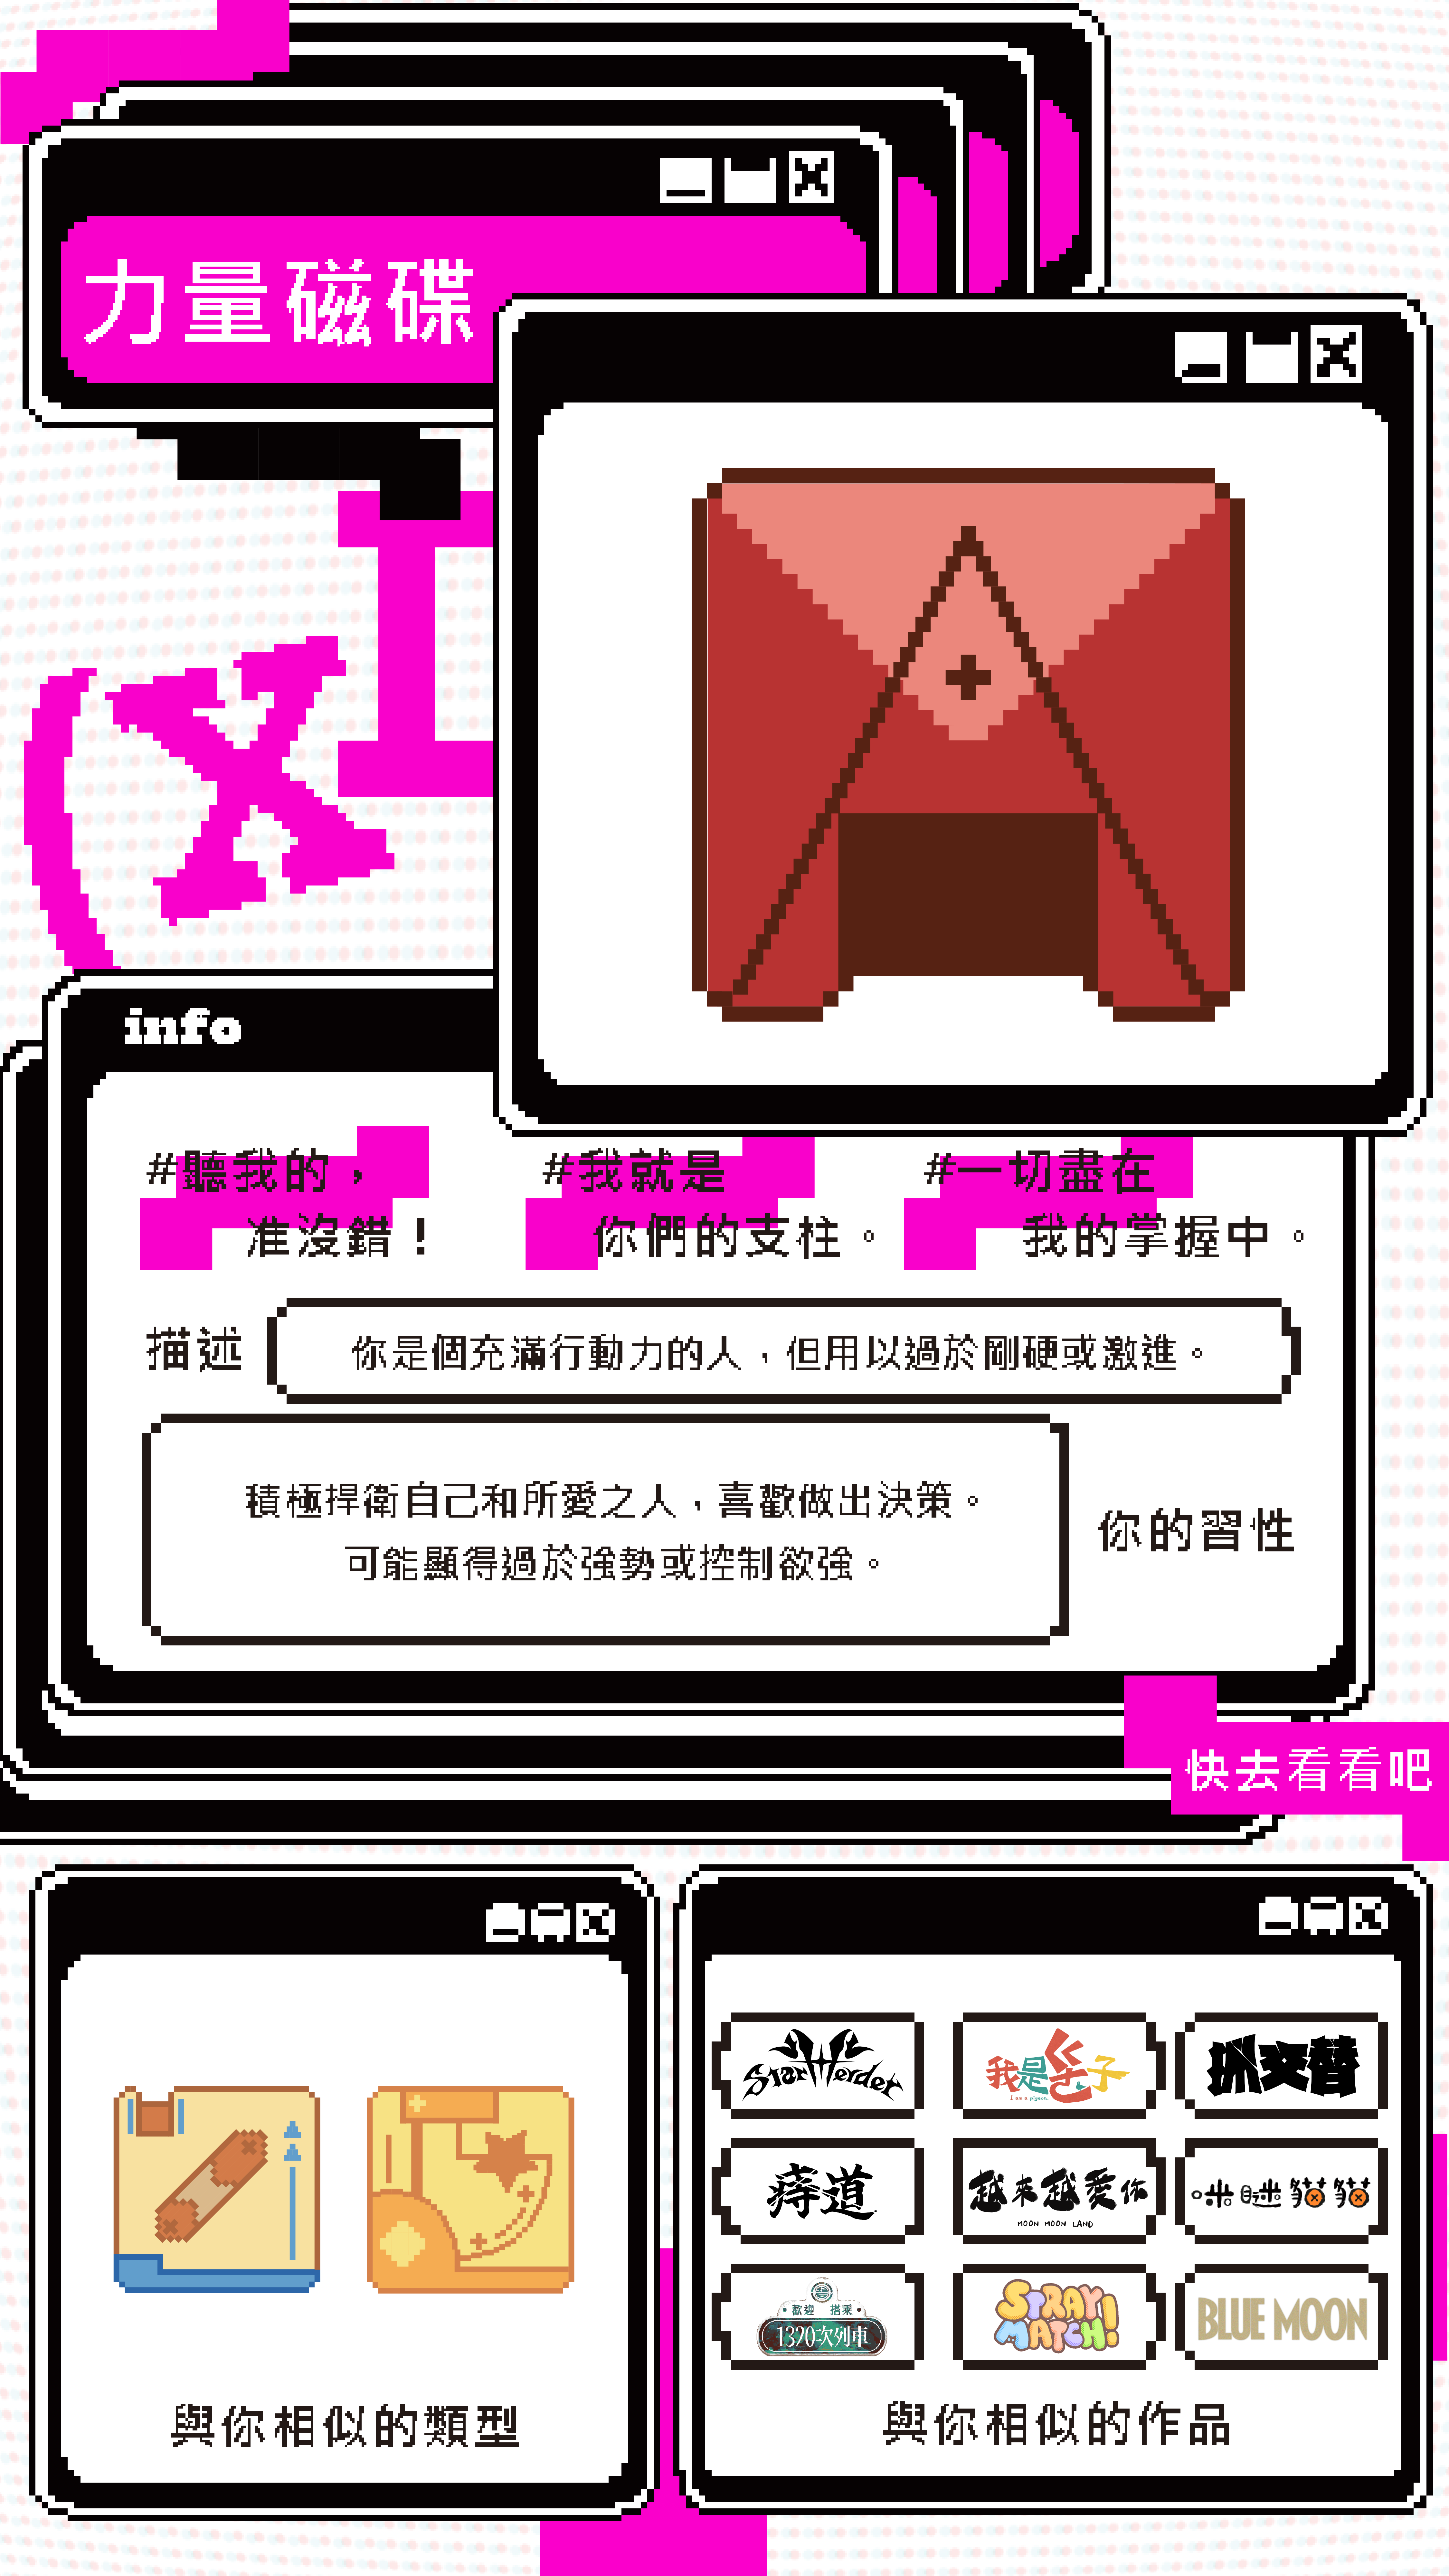 力量磁碟
info
#聽我的，
准沒錯！
#我就是
你們的支柱。
#一切盡在
我的掌握中。
描述
你是個充滿行動力的人，但用以過於剛硬或激進。
積極捍衛自己和所愛之人，喜歡做出決策。
可能顯得過於強勢或控制欲強。
你的習性
快去看看吧
StarHerder
我是 子
I am a pigeon.
抓交替
痔道
越來越愛你
MOON MOON LAND
咪眯貓貓
歡迎 搭乘
1320次列車
STRAY
MATCH!
BLUE MOON
與你相似的類型
與你相似的作品